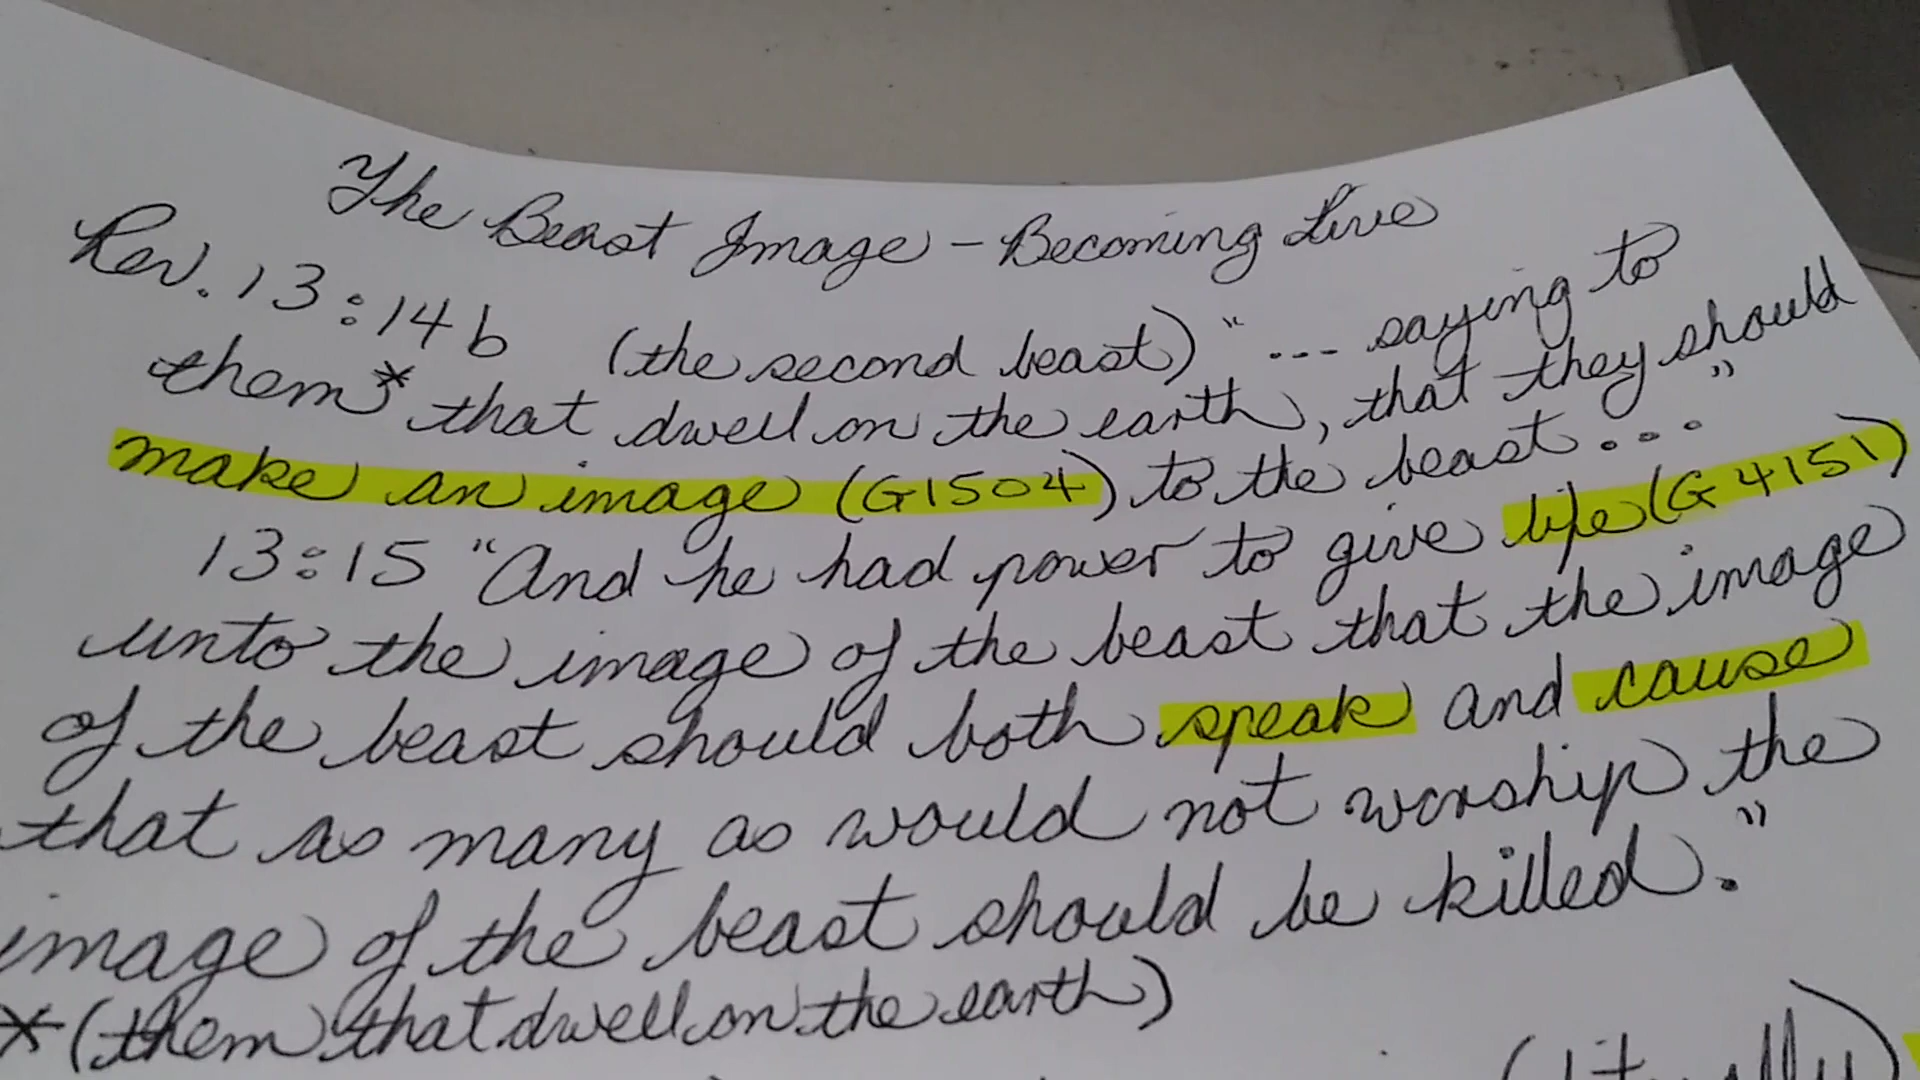 The Beast Image - Becoming Live
Rev. 13:14b (the second beast) "... saying to
them* that dwell on the earth, that they should
make an image (G1504) to the beast..."
13:15 "And he had power to give life (G4151)
unto the image of the beast that the image
of the beast should both speak and cause
that as many as would not worship the
image of the beast should be killed."
*(them that dwell on the earth)